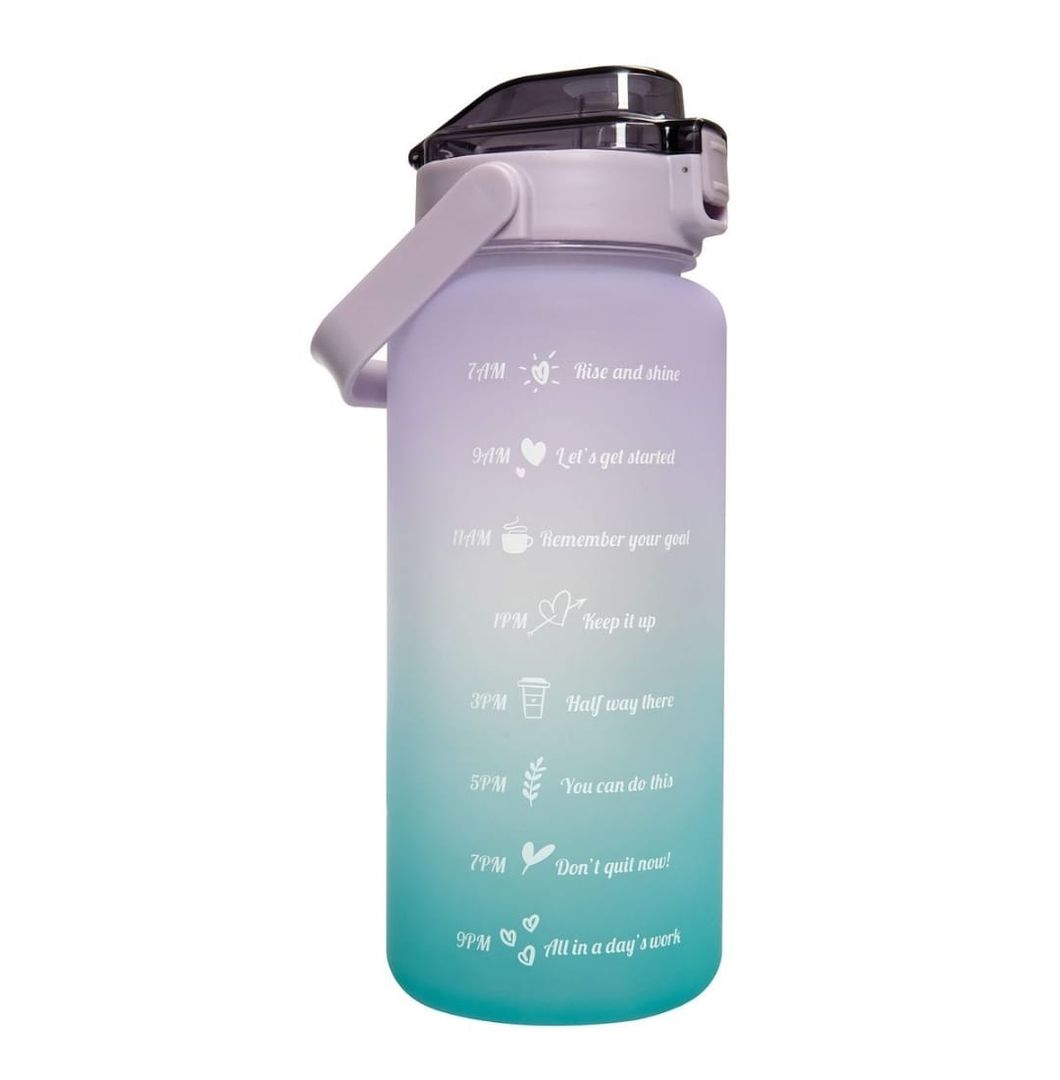 7AM Rise and shine
9AM Let's get started
11AM Remember your goal
1PM Keep it up
3PM Half way there
5PM You can do this
7PM Don't quit now!
9PM All in a day's work